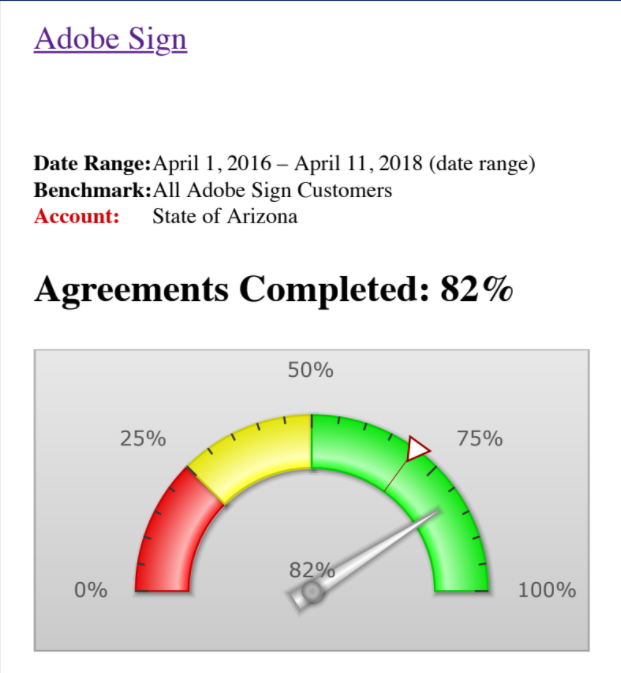 Adobe Sign
Date Range: April 1, 2016 – April 11, 2018 (date range)
Benchmark: All Adobe Sign Customers
Account: State of Arizona
Agreements Completed: 82%
50%
25%
75%
82%
0%
100%